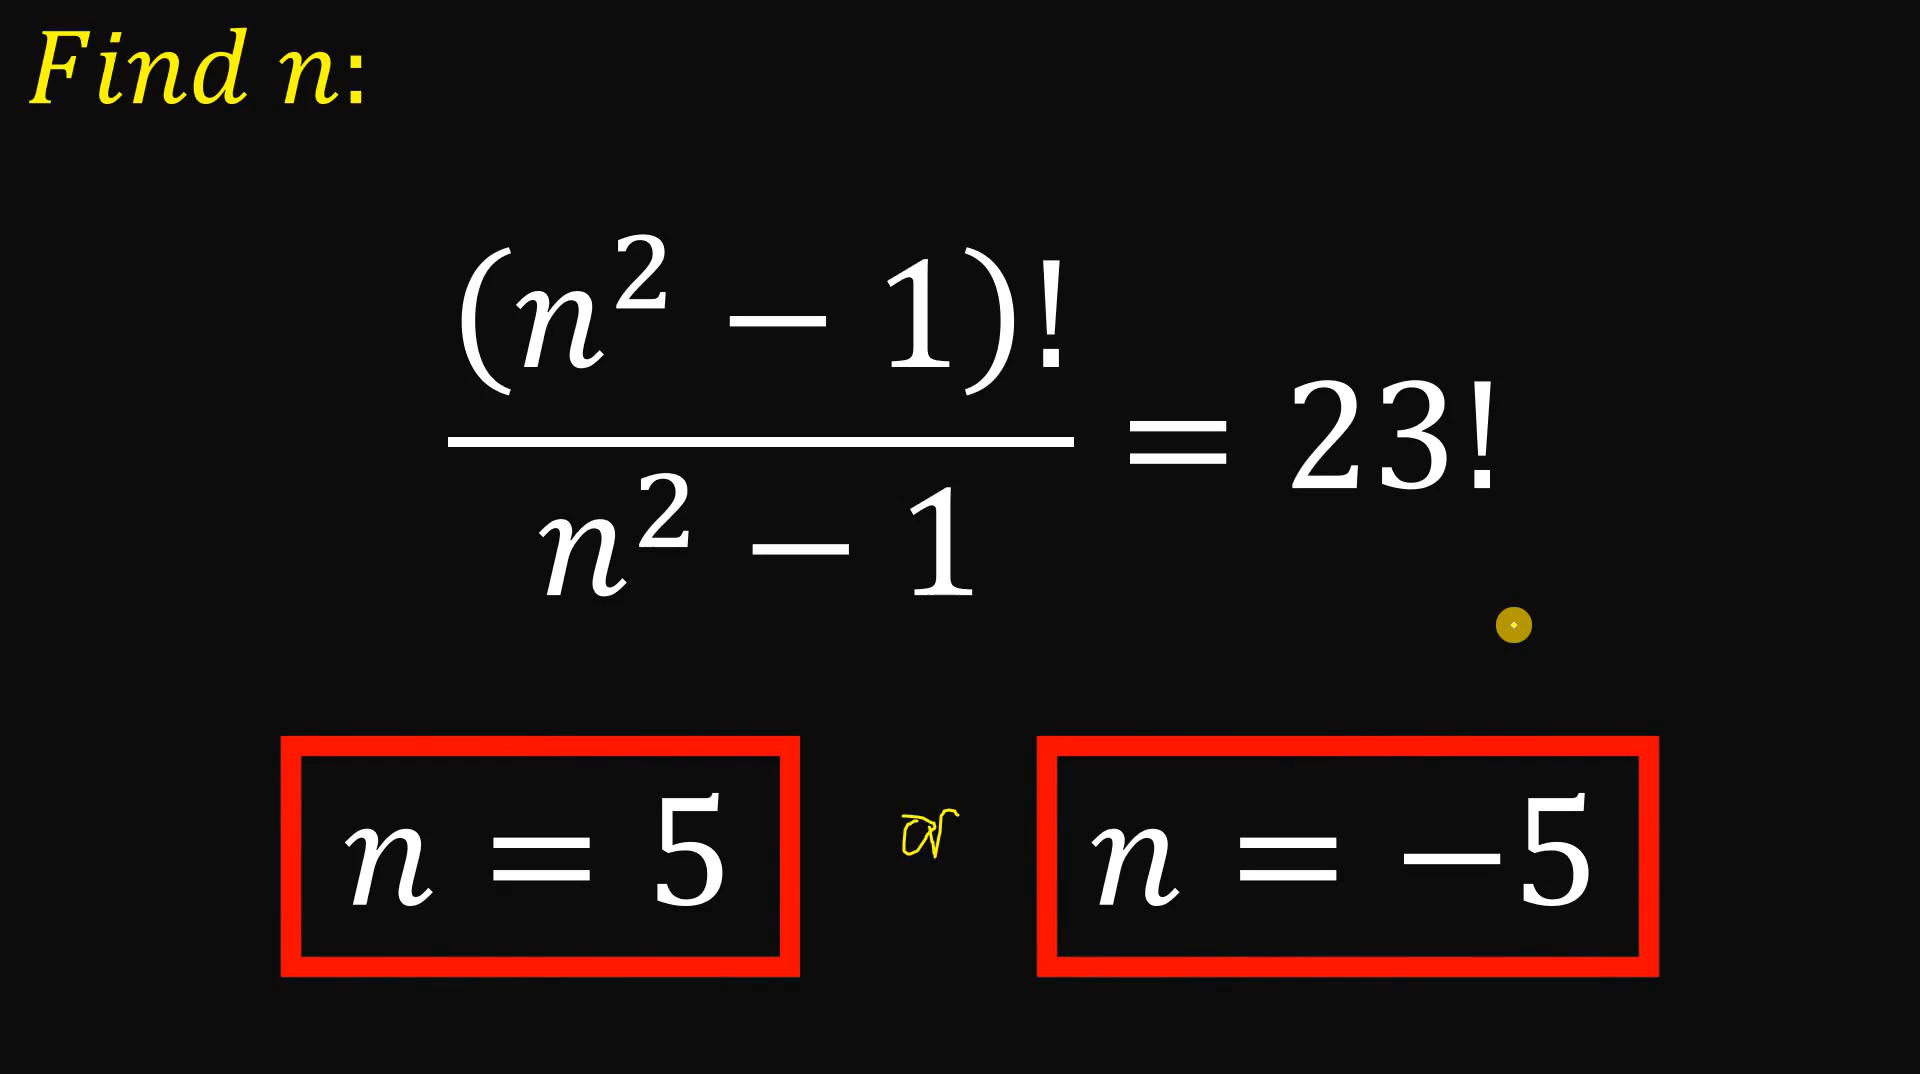 Find n:
(n² − 1)!
n² − 1
= 23!
n = 5 or n = −5